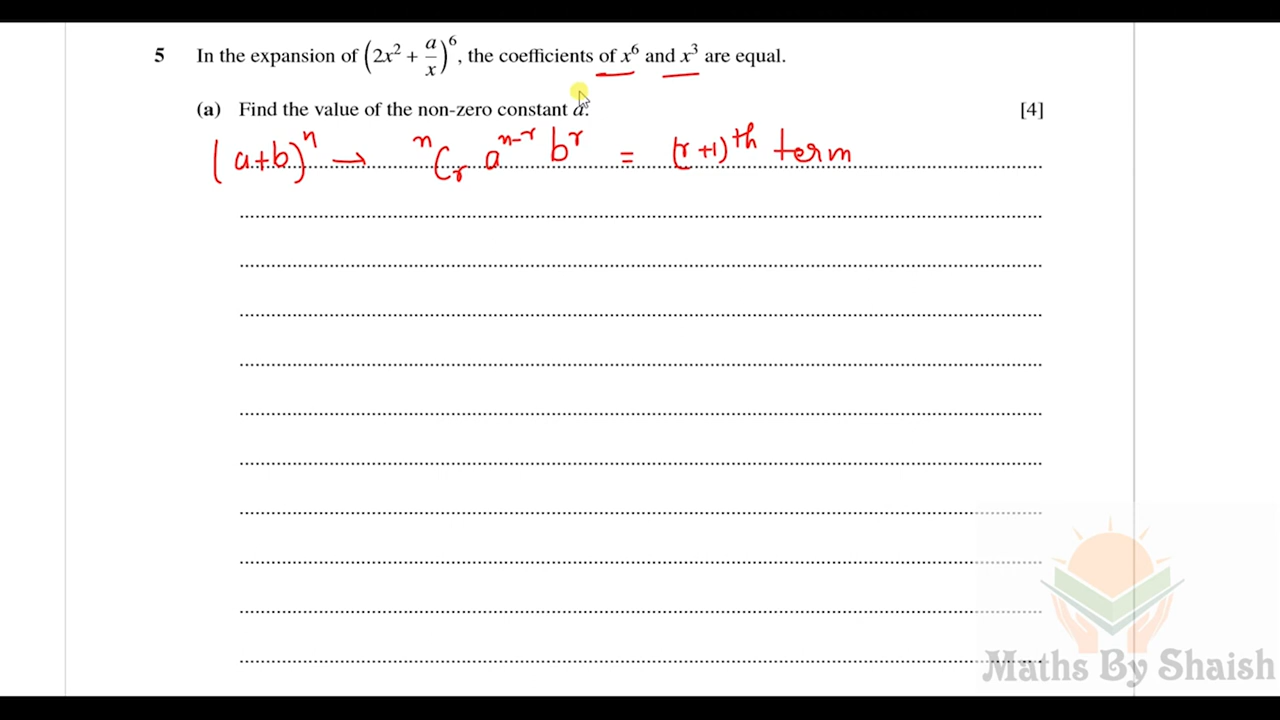 5 In the expansion of (2x² + a/x)⁶, the coefficients of x⁶ and x³ are equal.
(a) Find the value of the non-zero constant a. [4]
(a+b)ⁿ → ⁿCᵣ aⁿ⁻ʳ bʳ = (r+1)ᵗʰ term
Maths By Shaish